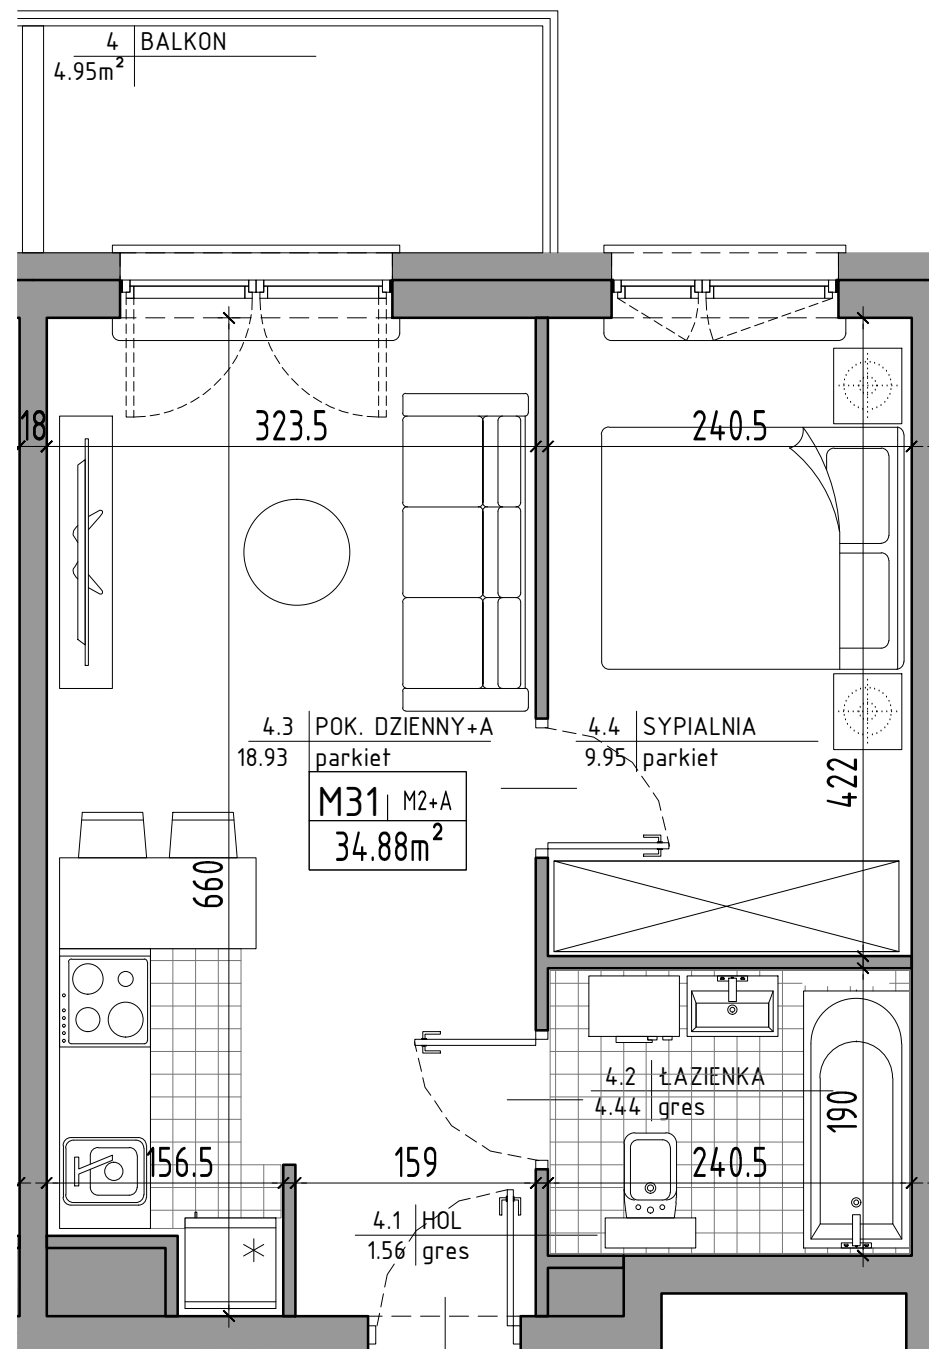 4 BALKON
4.95m²
18
323.5
240.5
4.3 POK. DZIENNY+A
18.93 parkiet
4.4 SYPIALNIA
9.95 parkiet
M31 M2+A
34.88m²
422
660
4.2 ŁAZIENKA
4.44 gres
190
156.5
159
240.5
4.1 HOL
1.56 gres